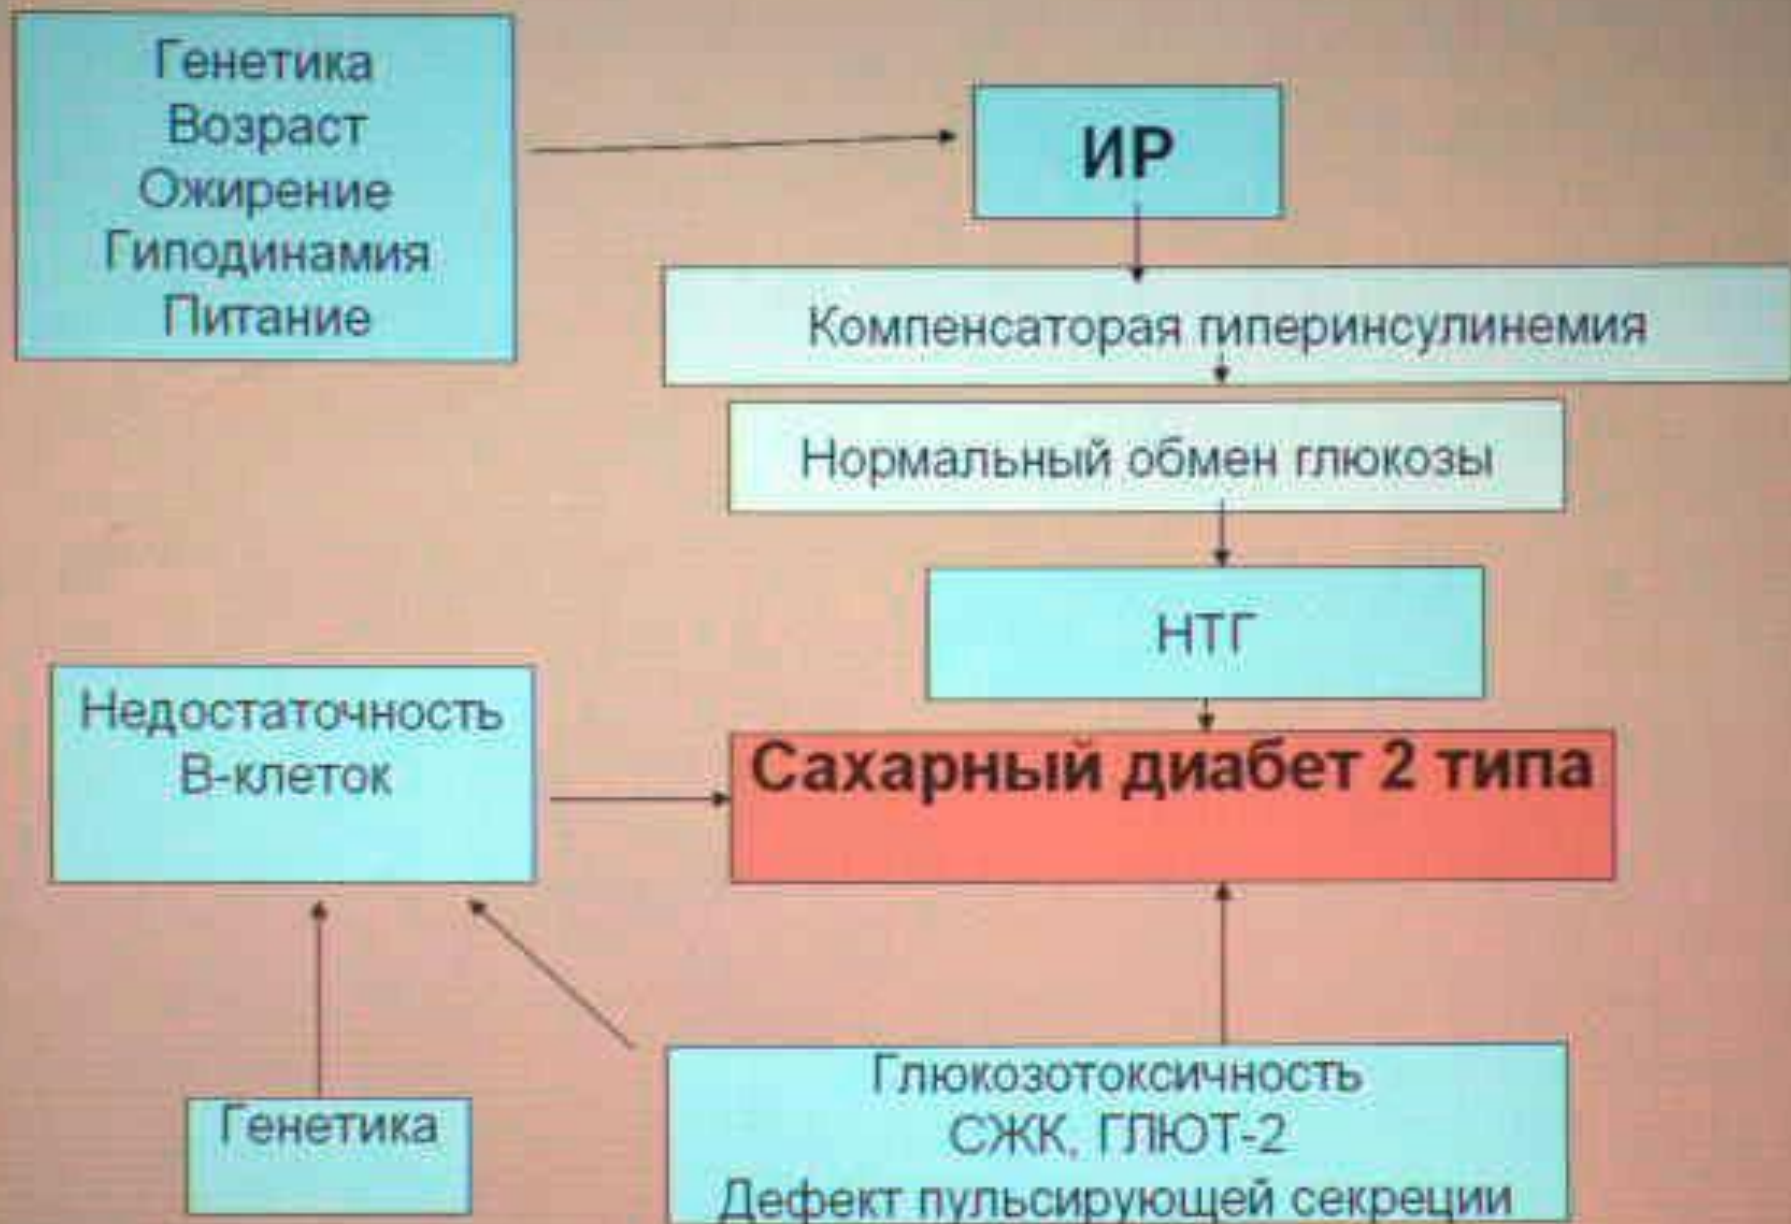 Генетика
Возраст
Ожирение
Гиподинамия
Питание
ИР
Компенсаторая гиперинсулинемия
Нормальный обмен глюкозы
НТГ
Недостаточность
В-клеток
Сахарный диабет 2 типа
Генетика
Глюкозотоксичность
СЖК, ГЛЮТ-2
Дефект пульсирующей секреции